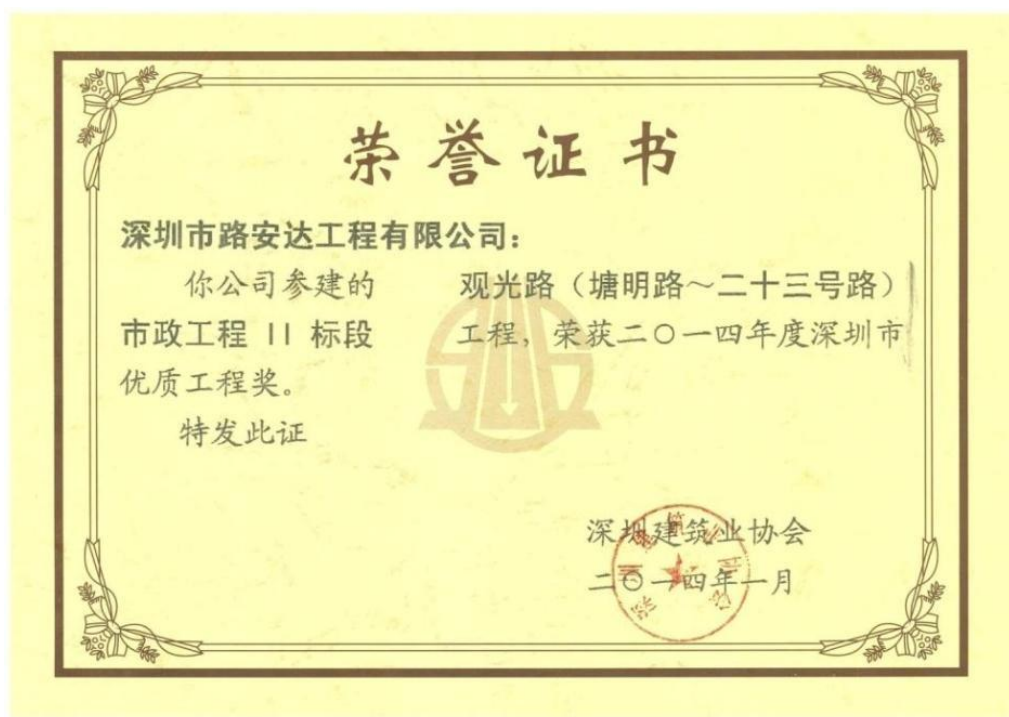 荣誉证书
深圳市路安达工程有限公司：
你公司参建的 观光路（塘明路～二十三号路）
市政工程 II 标段 工程，荣获二〇一四年度深圳市
优质工程奖。
特发此证
深圳建筑业协会
二〇一四年一月